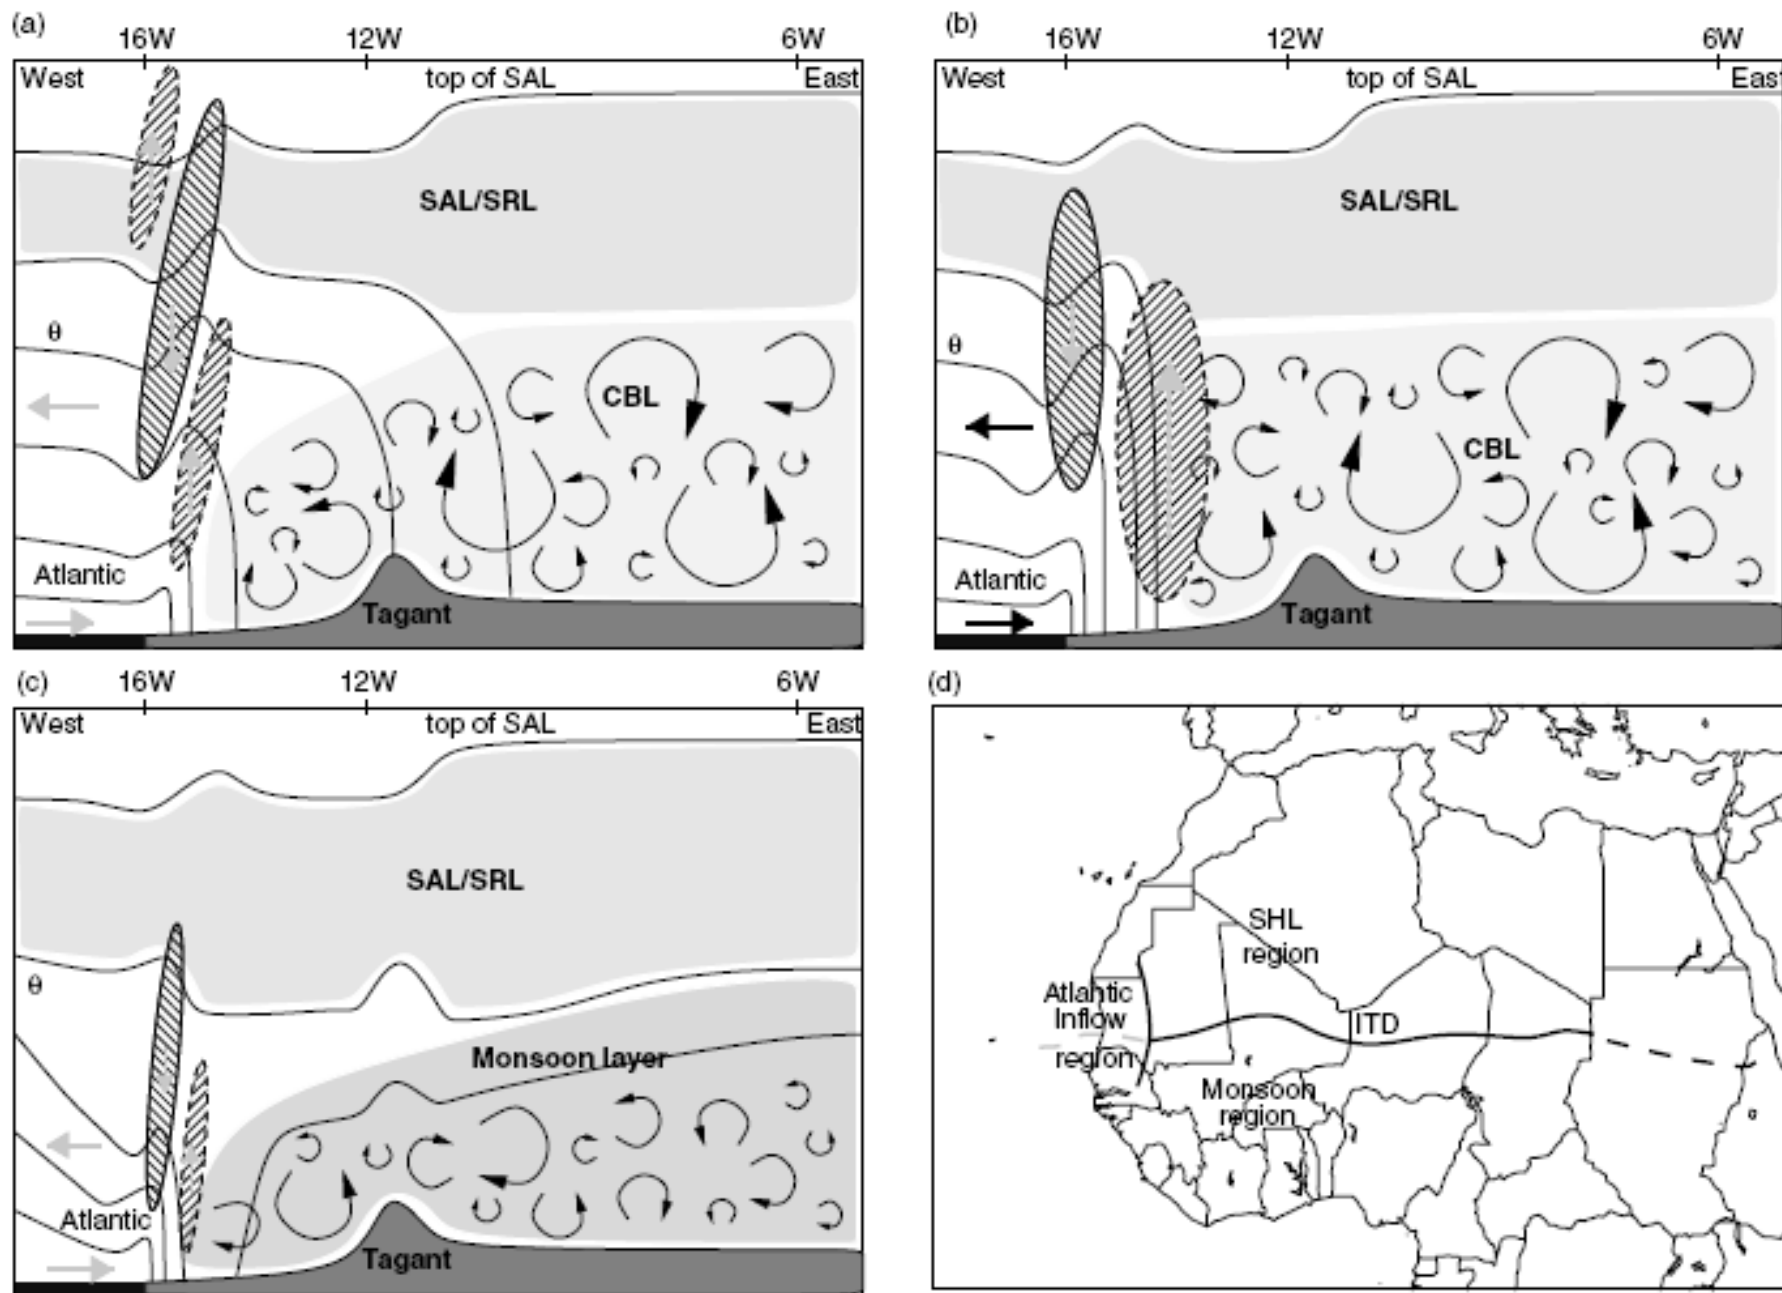 (a)
16W 12W 6W
West top of SAL East
SAL/SRL
θ
CBL
Atlantic
Tagant
(b)
16W 12W 6W
West top of SAL East
SAL/SRL
θ
CBL
Atlantic
Tagant
(c)
16W 12W 6W
West top of SAL East
SAL/SRL
θ
Monsoon layer
Atlantic
Tagant
(d)
SHL
region
Atlantic
Inflow
region
ITD
Monsoon
region